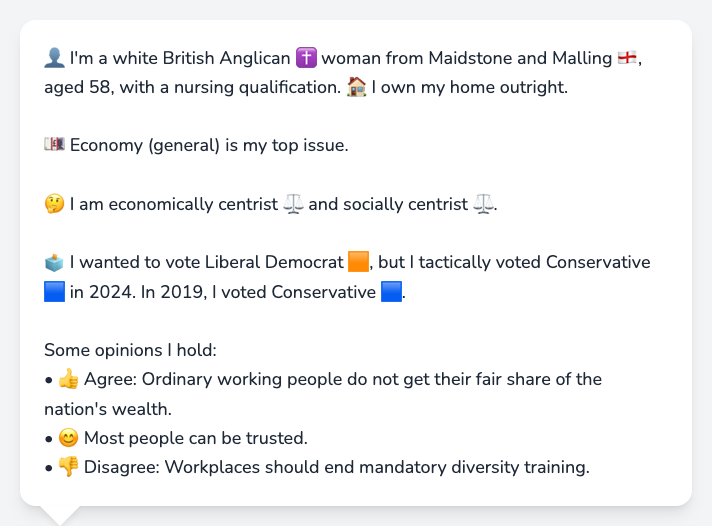 👤 I'm a white British Anglican ✝️ woman from Maidstone and Malling 🏴󠁧󠁢󠁥󠁮󠁧󠁿,
aged 58, with a nursing qualification. 🏠 I own my home outright.
💷 Economy (general) is my top issue.
🤔 I am economically centrist ⚖️ and socially centrist ⚖️.
🗳️ I wanted to vote Liberal Democrat 🟧, but I tactically voted Conservative
🟦 in 2024. In 2019, I voted Conservative 🟦.
Some opinions I hold:
• 👍 Agree: Ordinary working people do not get their fair share of the
nation's wealth.
• 😊 Most people can be trusted.
• 👎 Disagree: Workplaces should end mandatory diversity training.